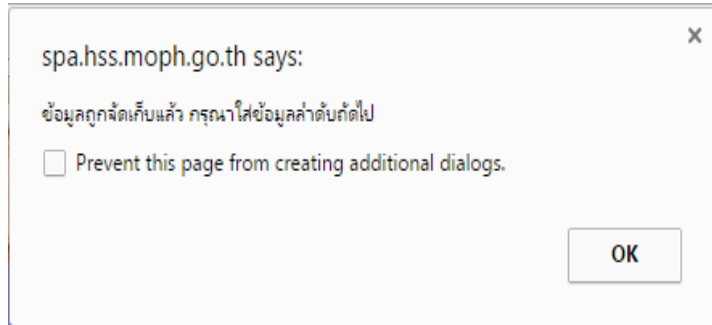 spa.hss.moph.go.th says:
ข้อมูลถูกจัดเก็บแล้ว กรุณาใส่ข้อมูลลำดับถัดไป
Prevent this page from creating additional dialogs.
OK